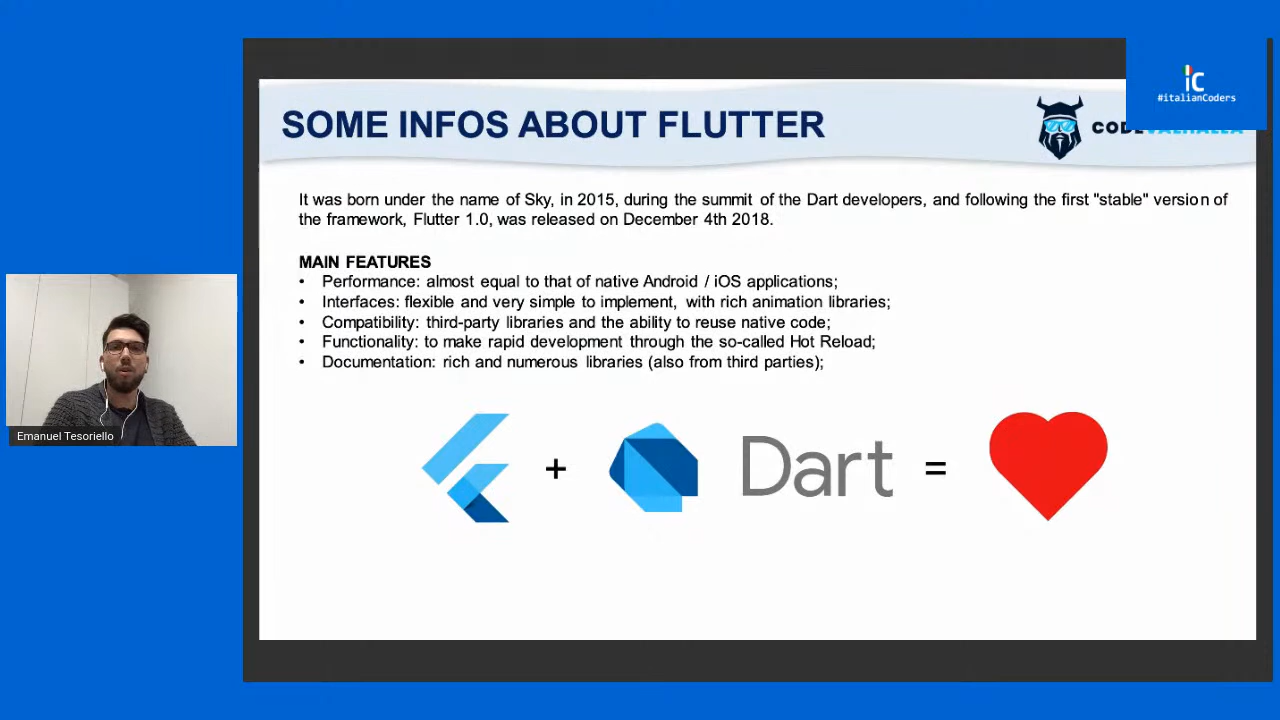 SOME INFOS ABOUT FLUTTER
iC
#italianCoders
It was born under the name of Sky, in 2015, during the summit of the Dart developers, and following the first "stable" version of
the framework, Flutter 1.0, was released on December 4th 2018.
MAIN FEATURES
• Performance: almost equal to that of native Android / iOS applications;
• Interfaces: flexible and very simple to implement, with rich animation libraries;
• Compatibility: third-party libraries and the ability to reuse native code;
• Functionality: to make rapid development through the so-called Hot Reload;
• Documentation: rich and numerous libraries (also from third parties);
+ Dart =
Emanuel Tesoriello